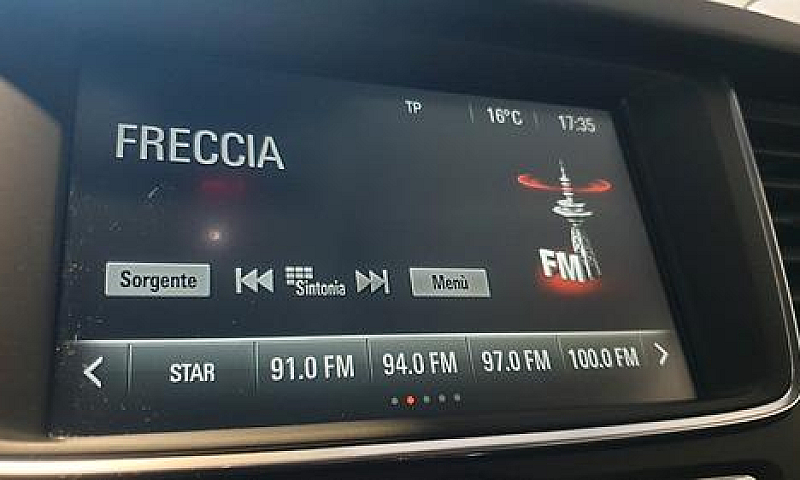 TP 16°C 17:35
FRECCIA
FM
Sorgente Sintonia Menù
STAR 91.0 FM 94.0 FM 97.0 FM 100.0 FM